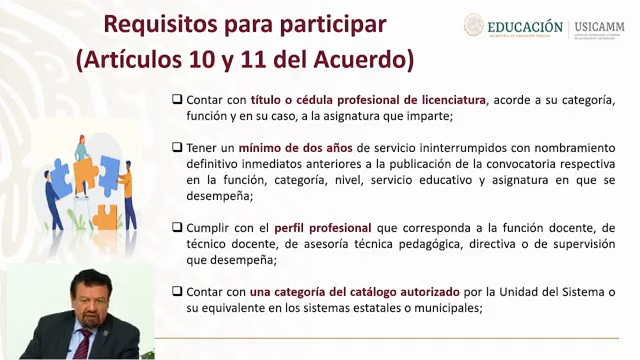 Requisitos para participar
(Artículos 10 y 11 del Acuerdo)
EDUCACIÓN
SECRETARÍA DE EDUCACIÓN PÚBLICA
USICAMM
❑ Contar con título o cédula profesional de licenciatura, acorde a su categoría,
función y en su caso, a la asignatura que imparte;
❑ Tener un mínimo de dos años de servicio ininterrumpidos con nombramiento
definitivo inmediatos anteriores a la publicación de la convocatoria respectiva
en la función, categoría, nivel, servicio educativo y asignatura en que se
desempeña;
❑ Cumplir con el perfil profesional que corresponda a la función docente, de
técnico docente, de asesoría técnica pedagógica, directiva o de supervisión
que desempeña;
❑ Contar con una categoría del catálogo autorizado por la Unidad del Sistema o
su equivalente en los sistemas estatales o municipales;